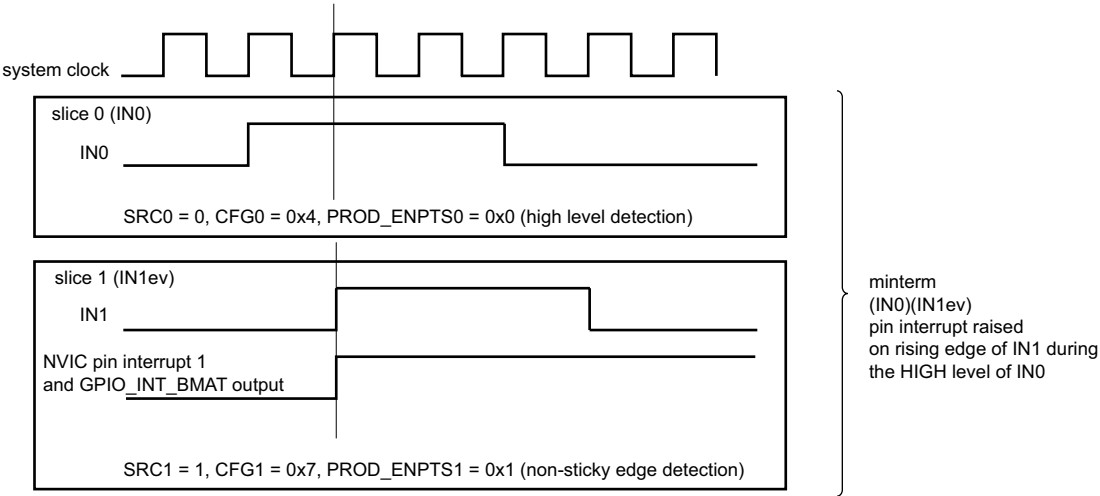 system clock
slice 0 (IN0)
IN0
SRC0 = 0, CFG0 = 0x4, PROD_ENPTS0 = 0x0 (high level detection)
slice 1 (IN1ev)
IN1
NVIC pin interrupt 1
and GPIO_INT_BMAT output
SRC1 = 1, CFG1 = 0x7, PROD_ENPTS1 = 0x1 (non-sticky edge detection)
minterm
(IN0)(IN1ev)
pin interrupt raised
on rising edge of IN1 during
the HIGH level of IN0